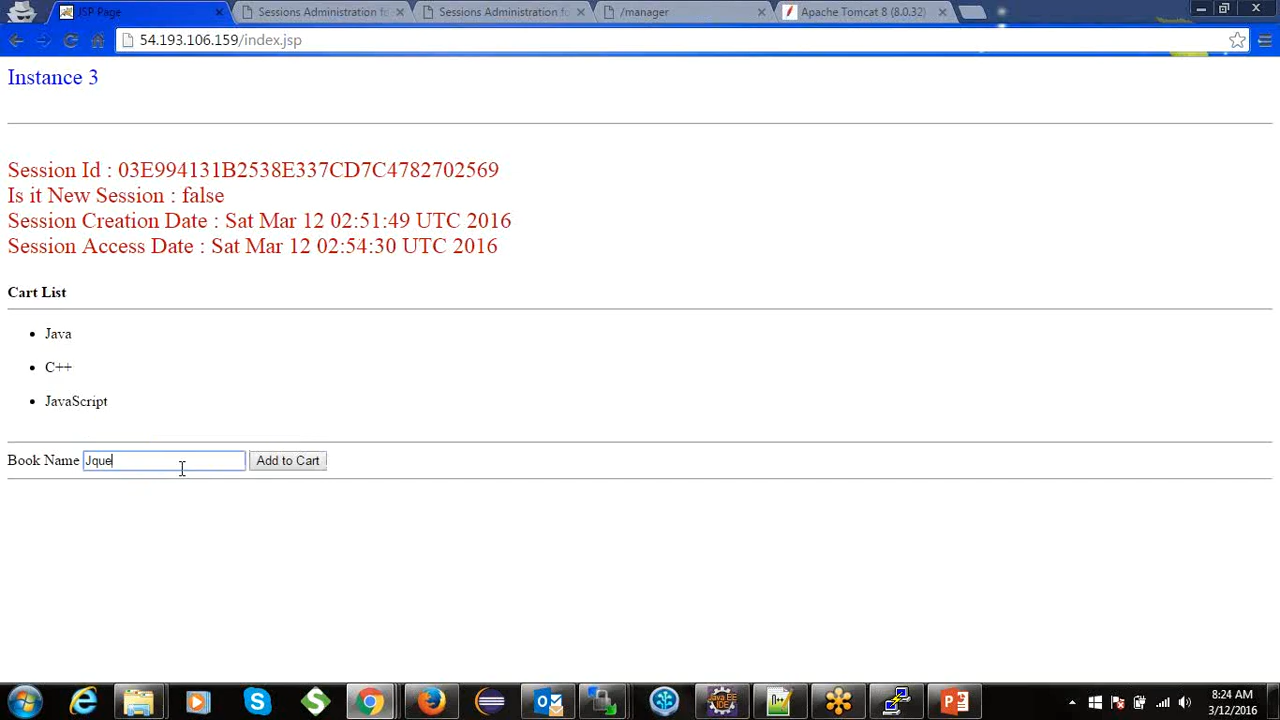 JSP Page
Sessions Administration fo
Sessions Administration fo
/manager
Apache Tomcat 8 (8.0.32)
54.193.106.159/index.jsp
Instance 3
Session Id : 03E994131B2538E337CD7C4782702569
Is it New Session : false
Session Creation Date : Sat Mar 12 02:51:49 UTC 2016
Session Access Date : Sat Mar 12 02:54:30 UTC 2016
Cart List
Java
C++
JavaScript
Book Name Jque Add to Cart
Java EE
IDE
8:24 AM
3/12/2016